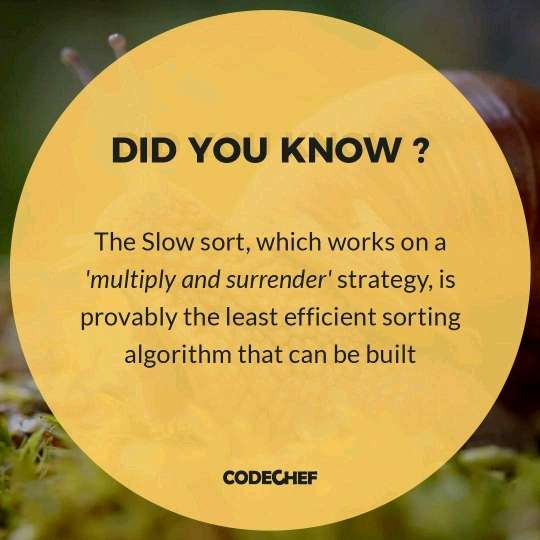 DID YOU KNOW ?
The Slow sort, which works on a
'multiply and surrender' strategy, is
provably the least efficient sorting
algorithm that can be built
CODECHEF